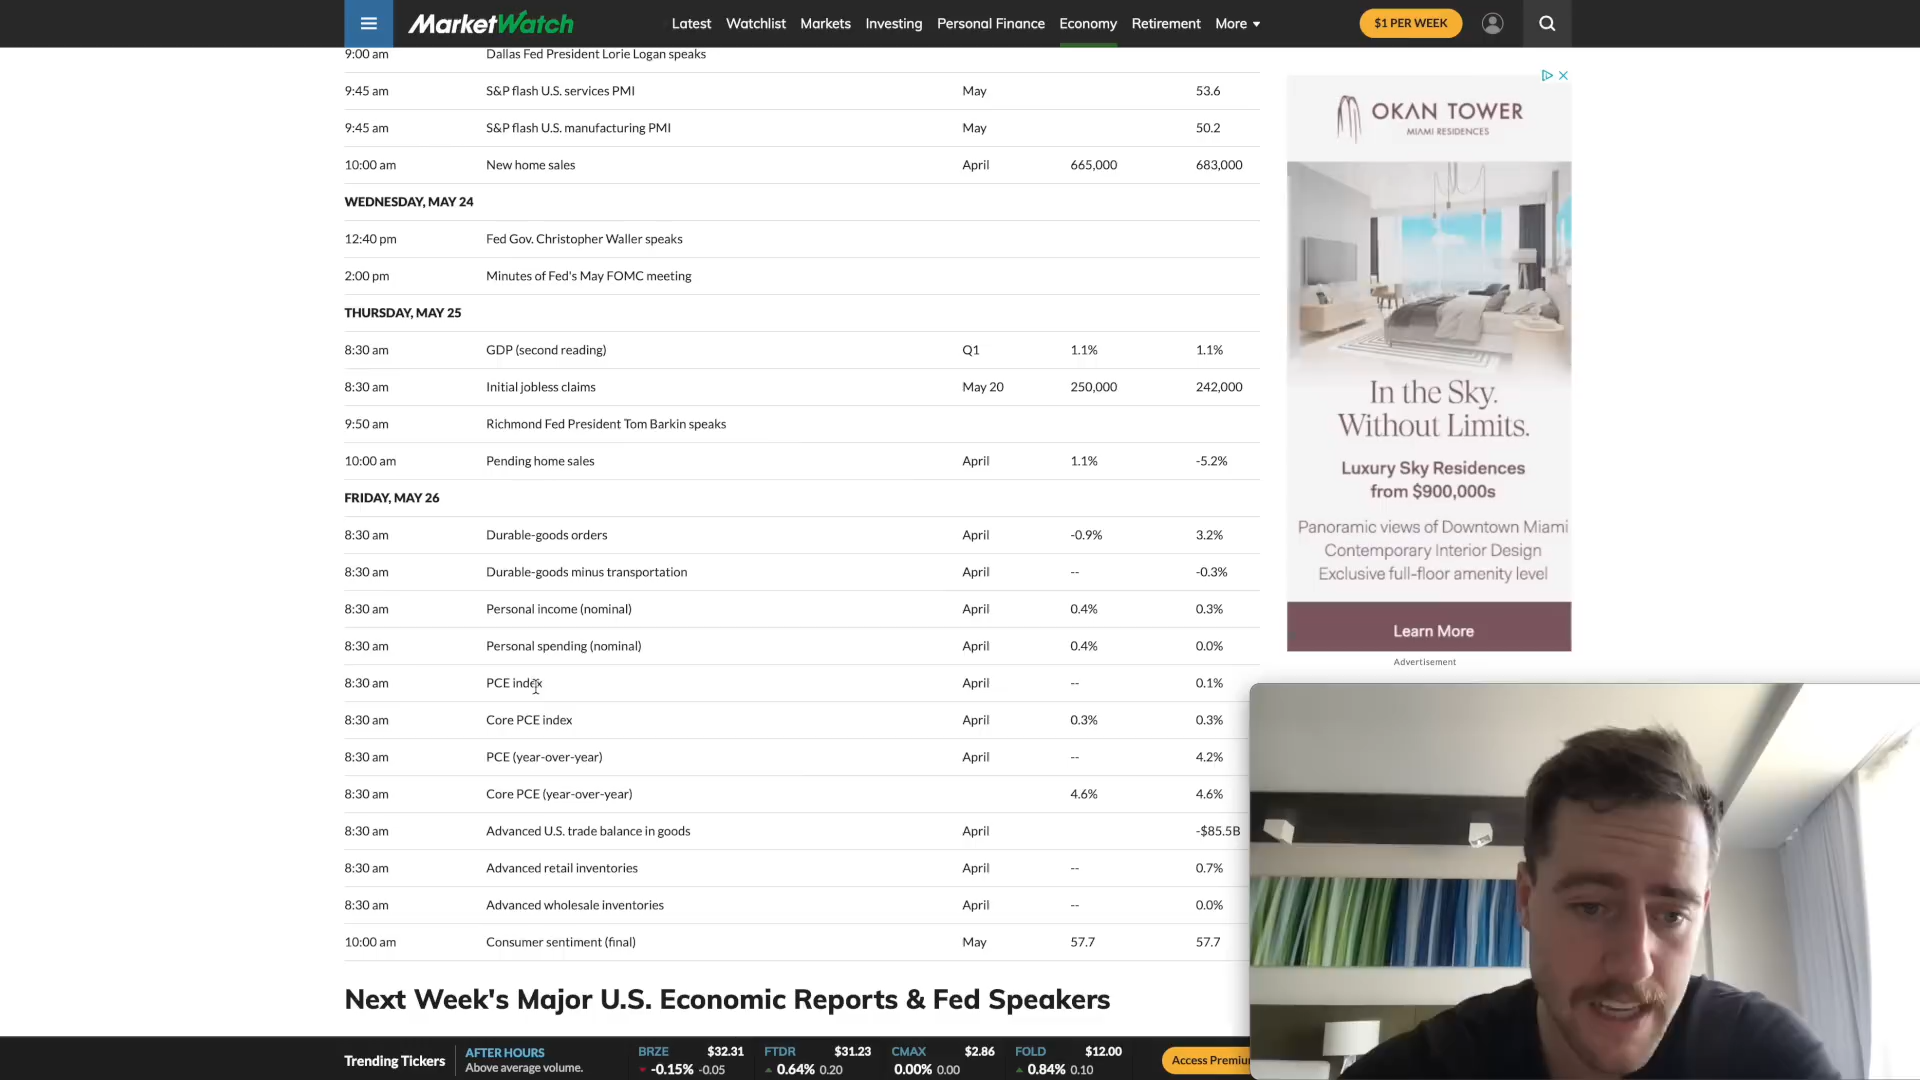 MarketWatch
Latest Watchlist Markets Investing Personal Finance Economy Retirement More
$1 PER WEEK
9:00 am Dallas Fed President Lorie Logan speaks
9:45 am S&P flash U.S. services PMI May 53.6
9:45 am S&P flash U.S. manufacturing PMI May 50.2
10:00 am New home sales April 665,000 683,000
WEDNESDAY, MAY 24
12:40 pm Fed Gov. Christopher Waller speaks
2:00 pm Minutes of Fed's May FOMC meeting
THURSDAY, MAY 25
8:30 am GDP (second reading) Q1 1.1% 1.1%
8:30 am Initial jobless claims May 20 250,000 242,000
9:50 am Richmond Fed President Tom Barkin speaks
10:00 am Pending home sales April 1.1% -5.2%
FRIDAY, MAY 26
8:30 am Durable-goods orders April -0.9% 3.2%
8:30 am Durable-goods minus transportation April -- -0.3%
8:30 am Personal income (nominal) April 0.4% 0.3%
8:30 am Personal spending (nominal) April 0.4% 0.0%
8:30 am PCE index April -- 0.1%
8:30 am Core PCE index April 0.3% 0.3%
8:30 am PCE (year-over-year) April -- 4.2%
8:30 am Core PCE (year-over-year) 4.6% 4.6%
8:30 am Advanced U.S. trade balance in goods April -$85.5B
8:30 am Advanced retail inventories April -- 0.7%
8:30 am Advanced wholesale inventories April -- 0.0%
10:00 am Consumer sentiment (final) May 57.7 57.7
Next Week's Major U.S. Economic Reports & Fed Speakers
OKAN TOWER
MIAMI RESIDENCES
In the Sky.
Without Limits.
Luxury Sky Residences
from $900,000s
Panoramic views of Downtown Miami
Contemporary Interior Design
Exclusive full-floor amenity level
Learn More
Advertisement
Trending Tickers
AFTER HOURS
Above average volume.
BRZE $32.31
-0.15% -0.05
FTDR $31.23
0.64% 0.20
CMAX $2.86
0.00% 0.00
FOLD $12.00
0.84% 0.10
Access Premiu